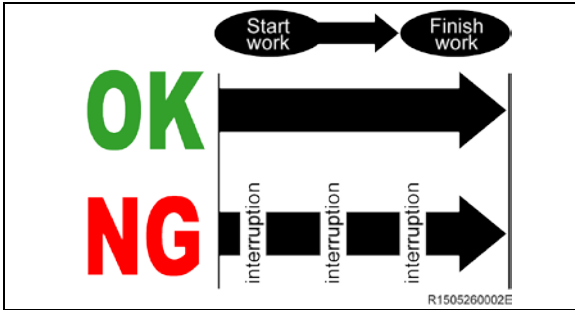 Start
work
Finish
work
OK
NG
interruption
interruption
interruption
R1505260002E